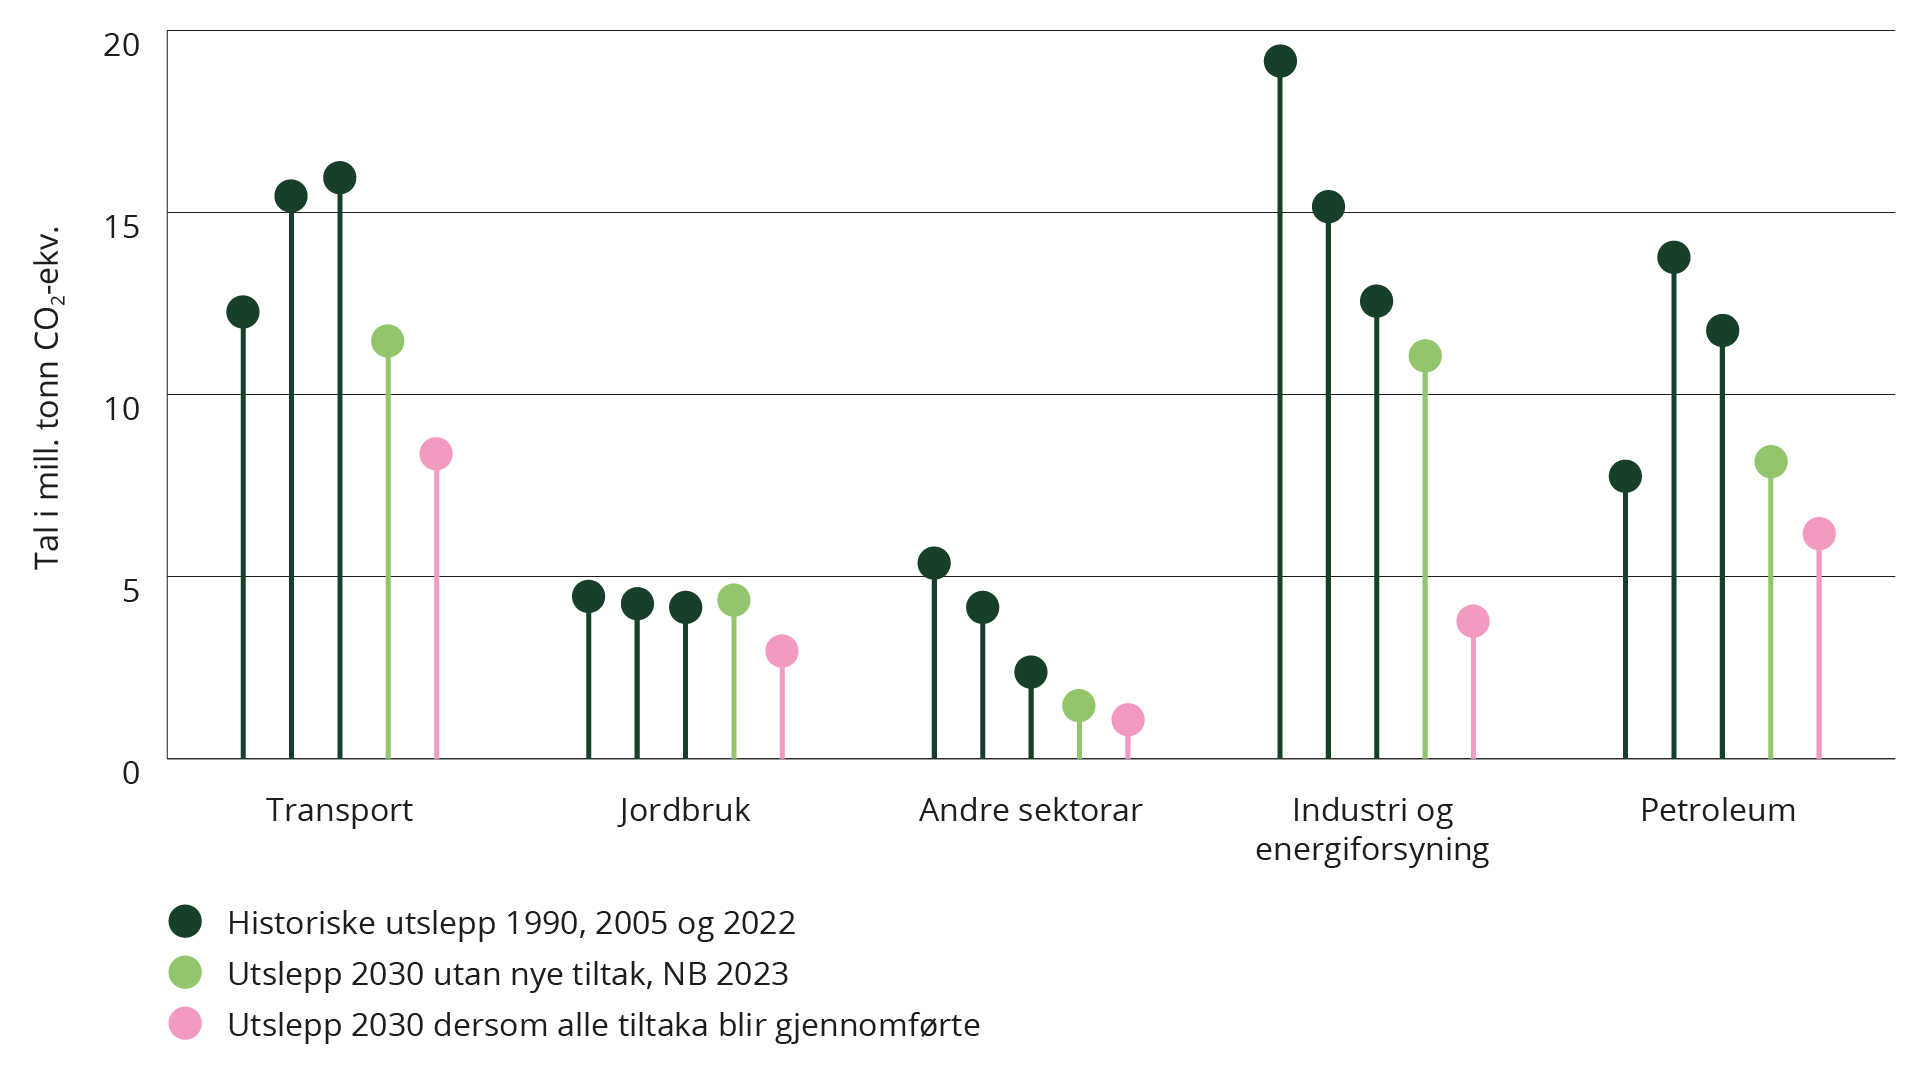 Tal i mill. tonn CO₂-ekv.
20
15
10
5
0
Transport
Jordbruk
Andre sektorar
Industri og
energiforsyning
Petroleum
Historiske utslepp 1990, 2005 og 2022
Utslepp 2030 utan nye tiltak, NB 2023
Utslepp 2030 dersom alle tiltaka blir gjennomførte